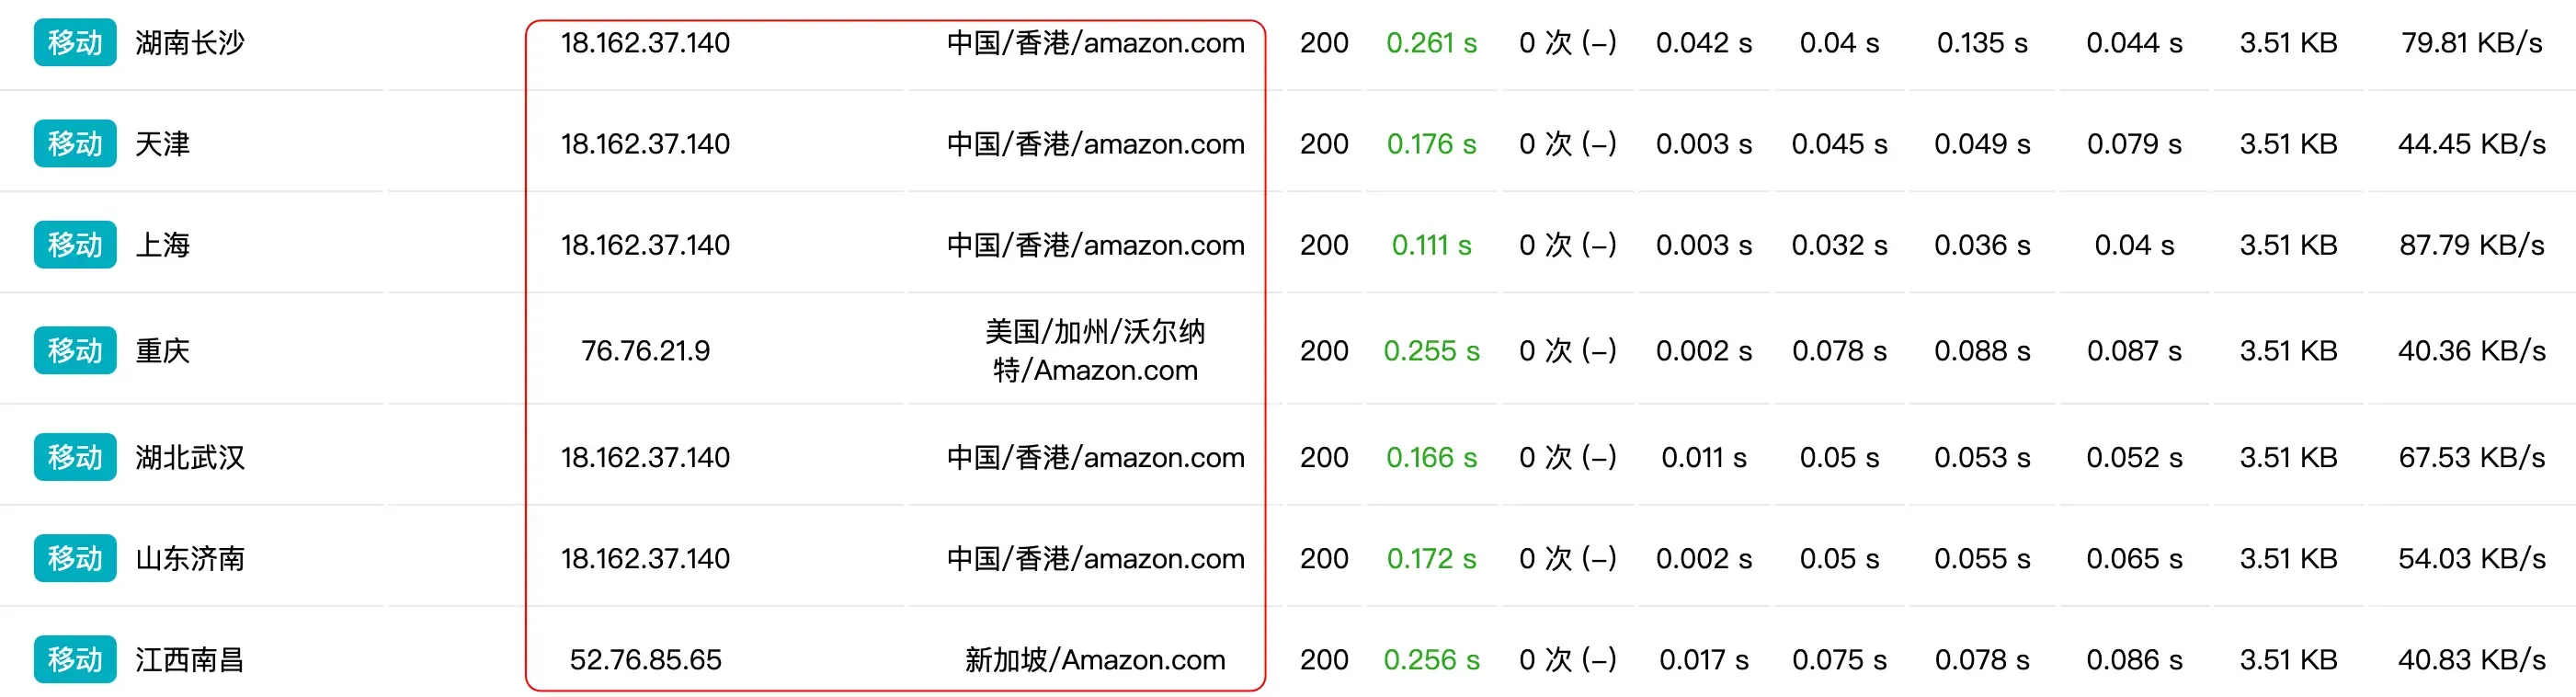 移动 湖南长沙 18.162.37.140 中国/香港/amazon.com 200 0.261 s 0 次 (–) 0.042 s 0.04 s 0.135 s 0.044 s 3.51 KB 79.81 KB/s
移动 天津 18.162.37.140 中国/香港/amazon.com 200 0.176 s 0 次 (–) 0.003 s 0.045 s 0.049 s 0.079 s 3.51 KB 44.45 KB/s
移动 上海 18.162.37.140 中国/香港/amazon.com 200 0.111 s 0 次 (–) 0.003 s 0.032 s 0.036 s 0.04 s 3.51 KB 87.79 KB/s
移动 重庆 76.76.21.9 美国/加州/沃尔纳
特/Amazon.com 200 0.255 s 0 次 (–) 0.002 s 0.078 s 0.088 s 0.087 s 3.51 KB 40.36 KB/s
移动 湖北武汉 18.162.37.140 中国/香港/amazon.com 200 0.166 s 0 次 (–) 0.011 s 0.05 s 0.053 s 0.052 s 3.51 KB 67.53 KB/s
移动 山东济南 18.162.37.140 中国/香港/amazon.com 200 0.172 s 0 次 (–) 0.002 s 0.05 s 0.055 s 0.065 s 3.51 KB 54.03 KB/s
移动 江西南昌 52.76.85.65 新加坡/Amazon.com 200 0.256 s 0 次 (–) 0.017 s 0.075 s 0.078 s 0.086 s 3.51 KB 40.83 KB/s